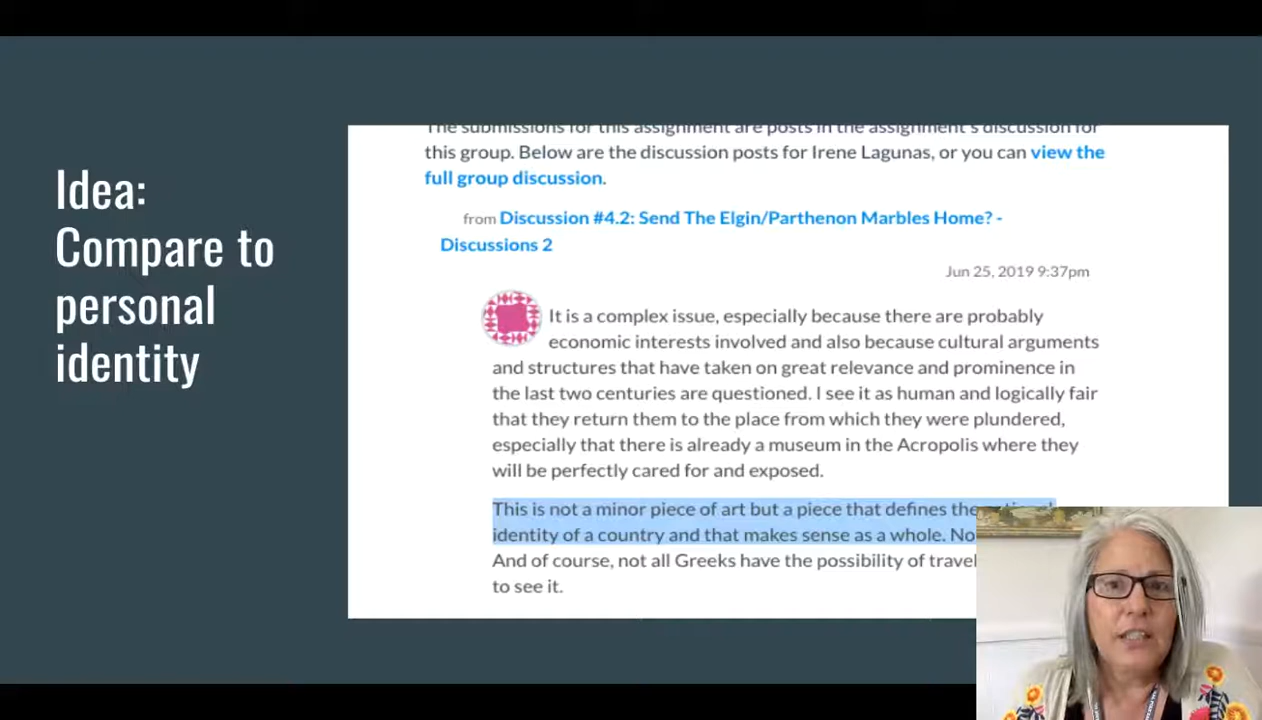 Idea:
Compare to
personal
identity
The submissions for this assignment are posts in the assignment's discussion for
this group. Below are the discussion posts for Irene Lagunas, or you can view the
full group discussion.
from Discussion #4.2: Send The Elgin/Parthenon Marbles Home? -
Discussions 2
Jun 25, 2019 9:37pm
It is a complex issue, especially because there are probably
economic interests involved and also because cultural arguments
and structures that have taken on great relevance and prominence in
the last two centuries are questioned. I see it as human and logically fair
that they return them to the place from which they were plundered,
especially that there is already a museum in the Acropolis where they
will be perfectly cared for and exposed.
This is not a minor piece of art but a piece that defines the
identity of a country and that makes sense as a whole. No
And of course, not all Greeks have the possibility of travel
to see it.